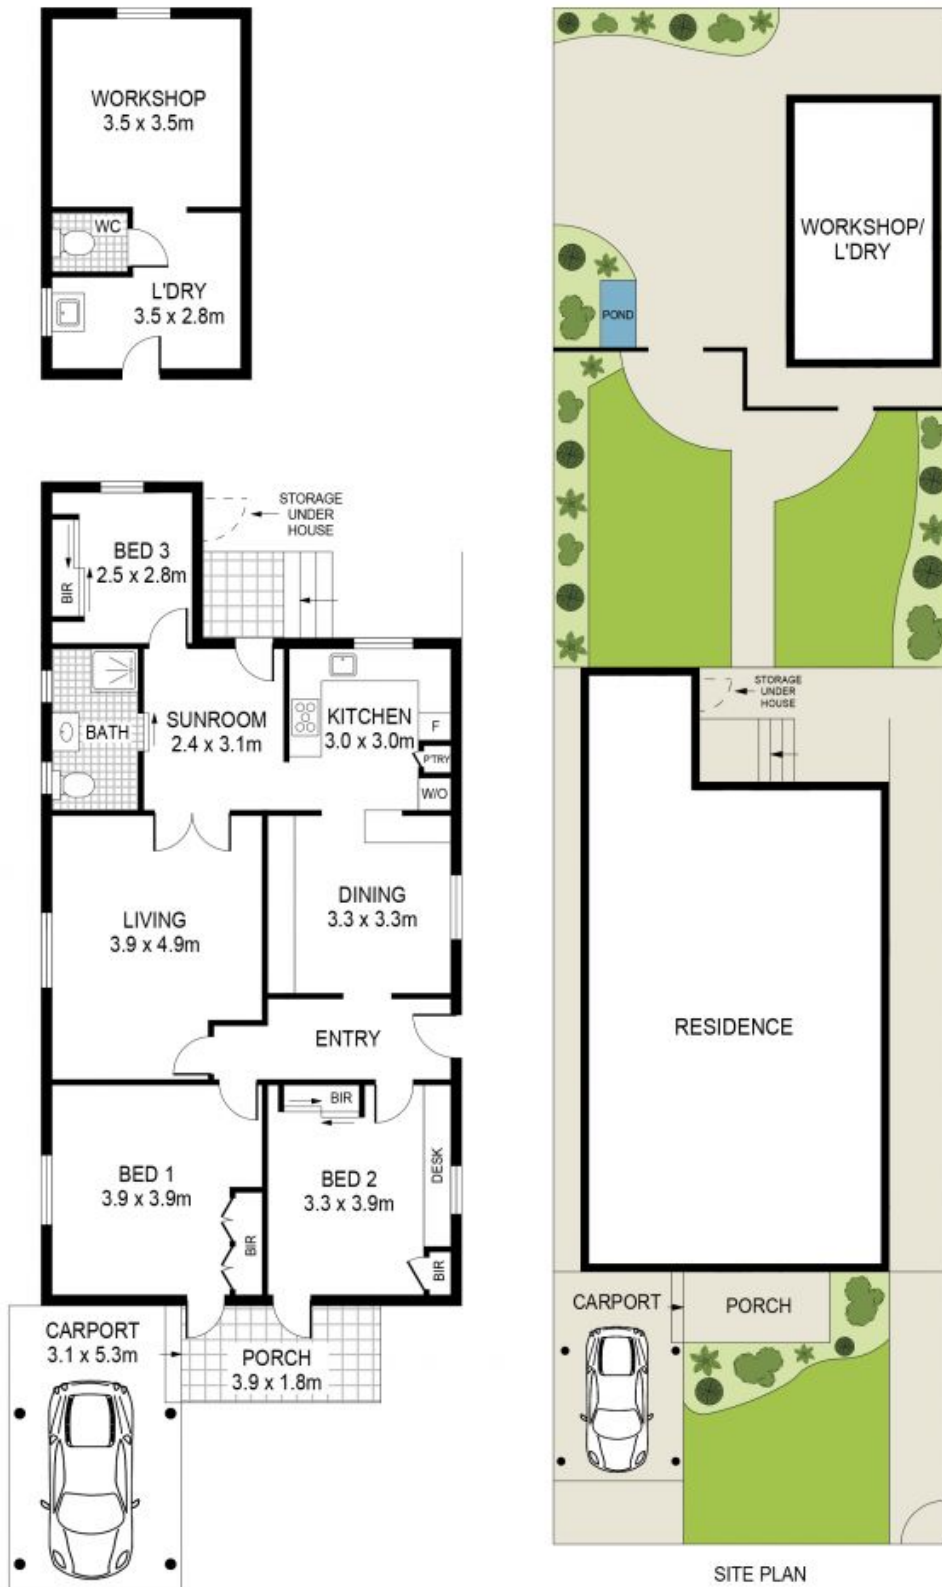 WORKSHOP
3.5 x 3.5m
WC
L'DRY
3.5 x 2.8m
STORAGE
UNDER
HOUSE
BED 3
2.5 x 2.8m
BIR
SUNROOM
2.4 x 3.1m
BATH
KITCHEN
3.0 x 3.0m
F
P'TRY
W/O
LIVING
3.9 x 4.9m
DINING
3.3 x 3.3m
ENTRY
BED 1
3.9 x 3.9m
BIR
BIR
BED 2
3.3 x 3.9m
DESK
BIR
CARPORT
3.1 x 5.3m
PORCH
3.9 x 1.8m
WORKSHOP/
L'DRY
POND
STORAGE
UNDER
HOUSE
RESIDENCE
CARPORT
PORCH
SITE PLAN